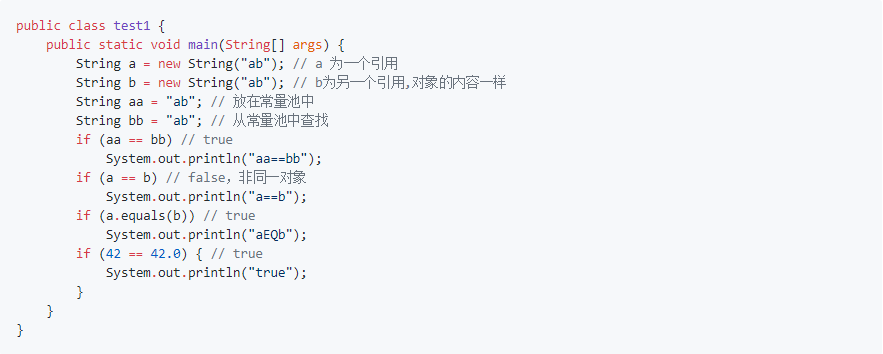 public class test1 {
    public static void main(String[] args) {
        String a = new String("ab"); // a 为一个引用
        String b = new String("ab"); // b为另一个引用,对象的内容一样
        String aa = "ab"; // 放在常量池中
        String bb = "ab"; // 从常量池中查找
        if (aa == bb) // true
            System.out.println("aa==bb");
        if (a == b) // false，非同一对象
            System.out.println("a==b");
        if (a.equals(b)) // true
            System.out.println("aEQb");
        if (42 == 42.0) { // true
            System.out.println("true");
        }
    }
}